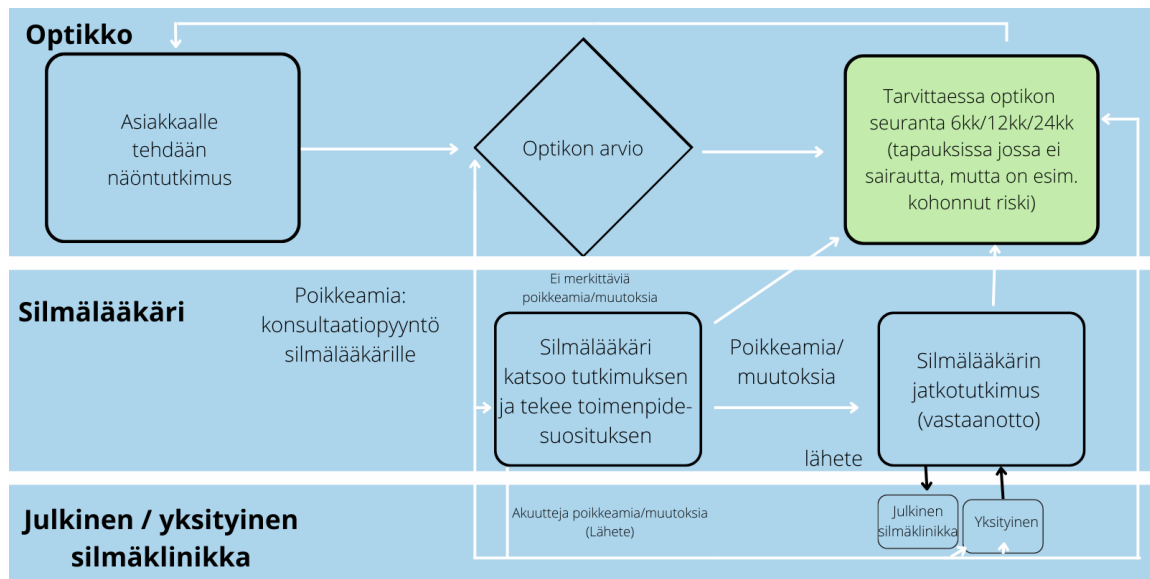 Optikko
Asiakkaalle
tehdään
näöntutkimus
Optikon arvio
Tarvittaessa optikon
seuranta 6kk/12kk/24kk
(tapauksissa jossa ei
sairautta, mutta on esim.
kohonnut riski)
Silmälääkäri
Poikkeamia:
konsultaatiopyyntö
silmälääkärille
Ei merkittäviä
poikkeamia/muutoksia
Silmälääkäri
katsoo tutkimuksen
ja tekee toimenpide-
suosituksen
Poikkeamia/
muutoksia
Silmälääkärin
jatkotutkimus
(vastaanotto)
lähete
Julkinen / yksityinen
silmäklinikka
Akuutteja poikkeamia/muutoksia
(Lähete)
Julkinen
silmäklinikka
Yksityinen